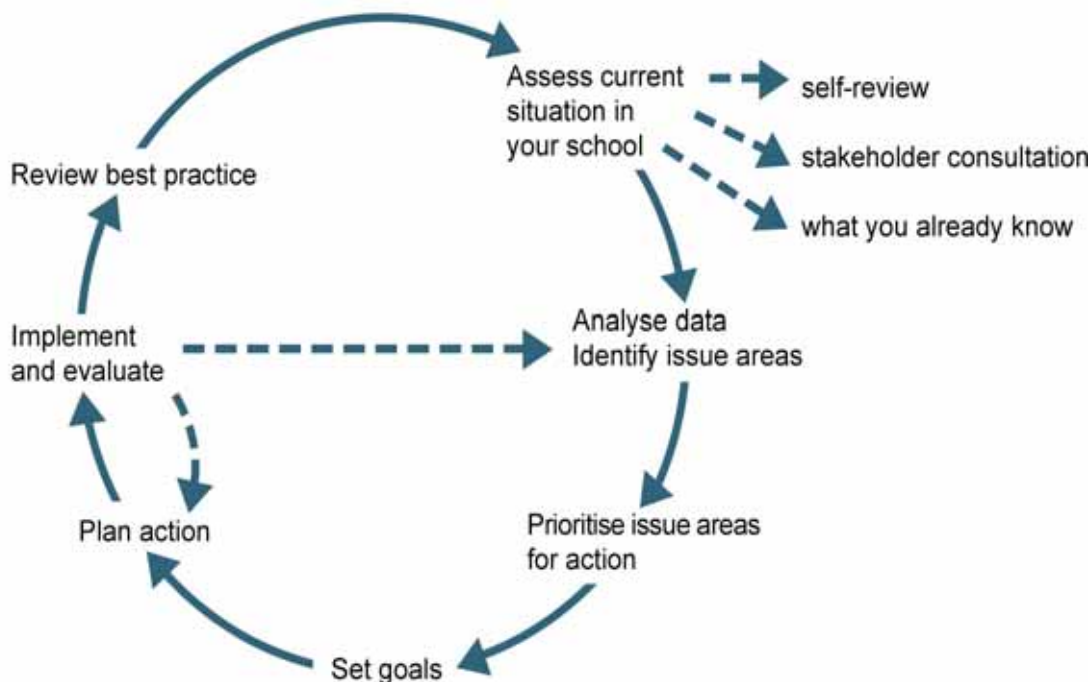 Assess current
situation in
your school
self-review
stakeholder consultation
what you already know
Review best practice
Analyse data
Identify issue areas
Implement
and evaluate
Prioritise issue areas
for action
Plan action
Set goals